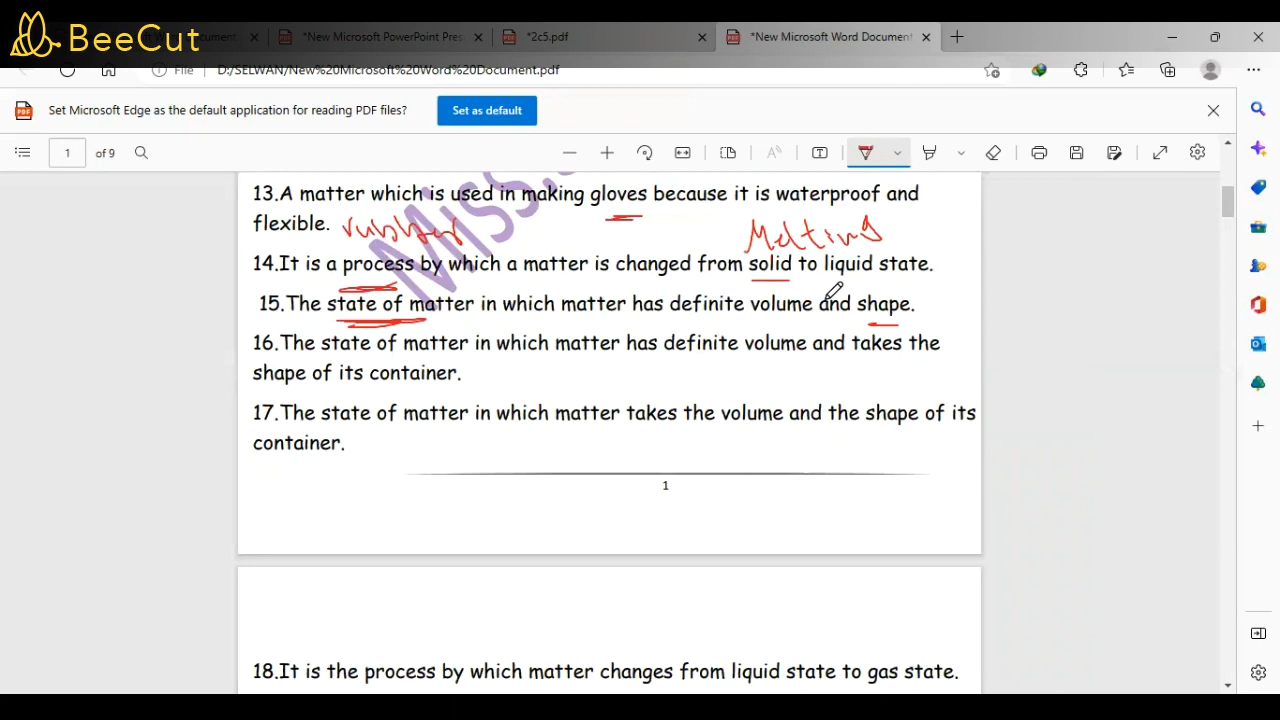 BeeCut
*New Microsoft PowerPoint Pres
*2c5.pdf
*New Microsoft Word Document
File D:/SELWAN/New%20Microsoft%20Word%20Document.pdf
Set Microsoft Edge as the default application for reading PDF files? Set as default
1 of 9
13.A matter which is used in making gloves because it is waterproof and
flexible. rubber
Melting
14.It is a process by which a matter is changed from solid to liquid state.
15.The state of matter in which matter has definite volume and shape.
16.The state of matter in which matter has definite volume and takes the
shape of its container.
17.The state of matter in which matter takes the volume and the shape of its
container.
1
18.It is the process by which matter changes from liquid state to gas state.